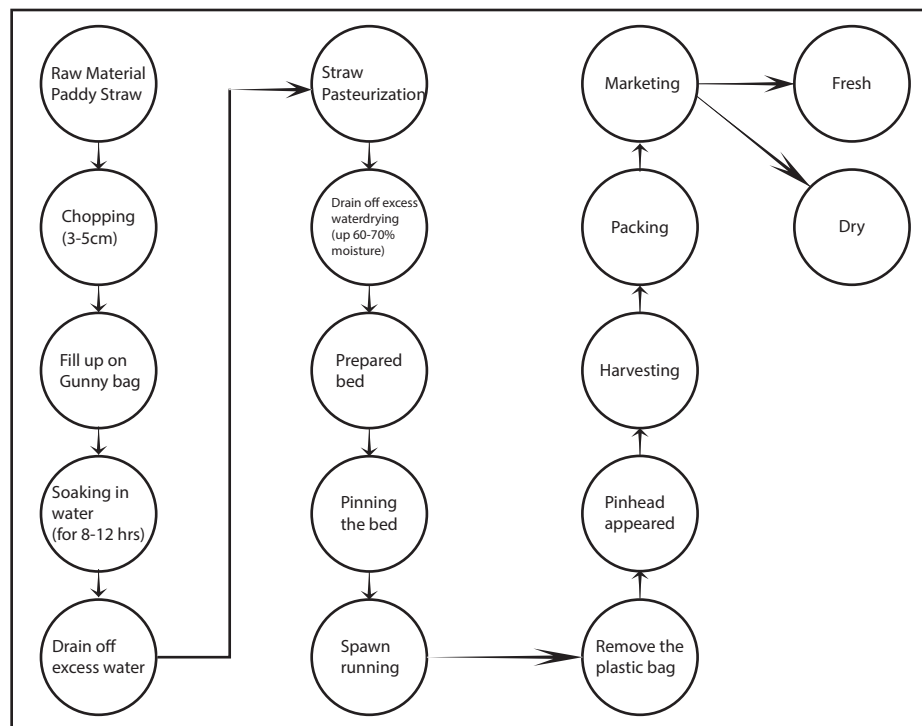 Raw Material
Paddy Straw
Chopping
(3-5cm)
Fill up on
Gunny bag
Soaking in
water
(for 8-12 hrs)
Drain off
excess water
Straw
Pasteurization
Drain off excess
waterdrying
(up 60-70%
moisture)
Prepared
bed
Pinning
the bed
Spawn
running
Remove the
plastic bag
Pinhead
appeared
Harvesting
Packing
Marketing
Fresh
Dry